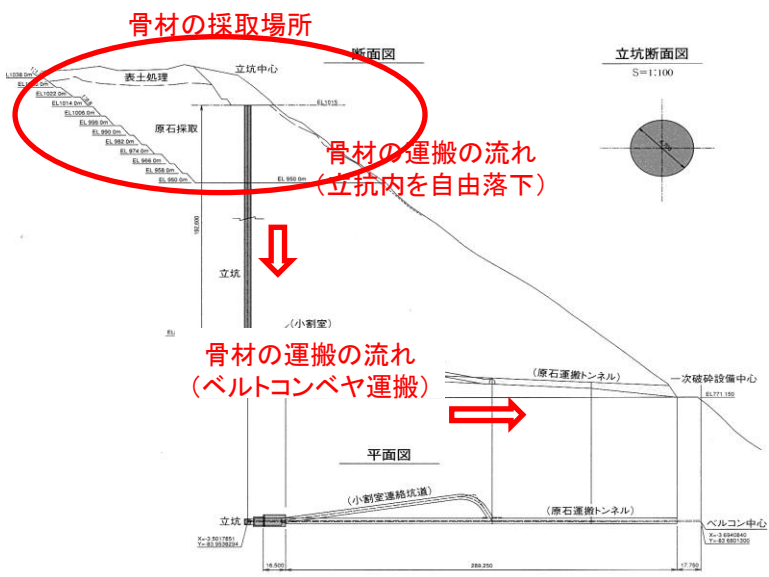 骨材の採取場所
断面図
立坑断面図
S=1:100
立坑中心
表土処理
EL1038.0m
EL1022.0m
EL1014.0m
EL1006.0m
EL 998.0m
EL 990.0m
EL 982.0m
EL 974.0m
EL 966.0m
EL 958.0m
EL 950.0m
EL1015
原石採取
EL 950.0m
骨材の運搬の流れ
（立抗内を自由落下）
立坑
(小割室)
骨材の運搬の流れ
（ベルトコンベヤ運搬）
(原石運搬トンネル)
一次破砕設備中心
EL771.150
平面図
(小割室連絡坑道)
(原石運搬トンネル)
立坑
ベルコン中心
16.500
289.250
17.750